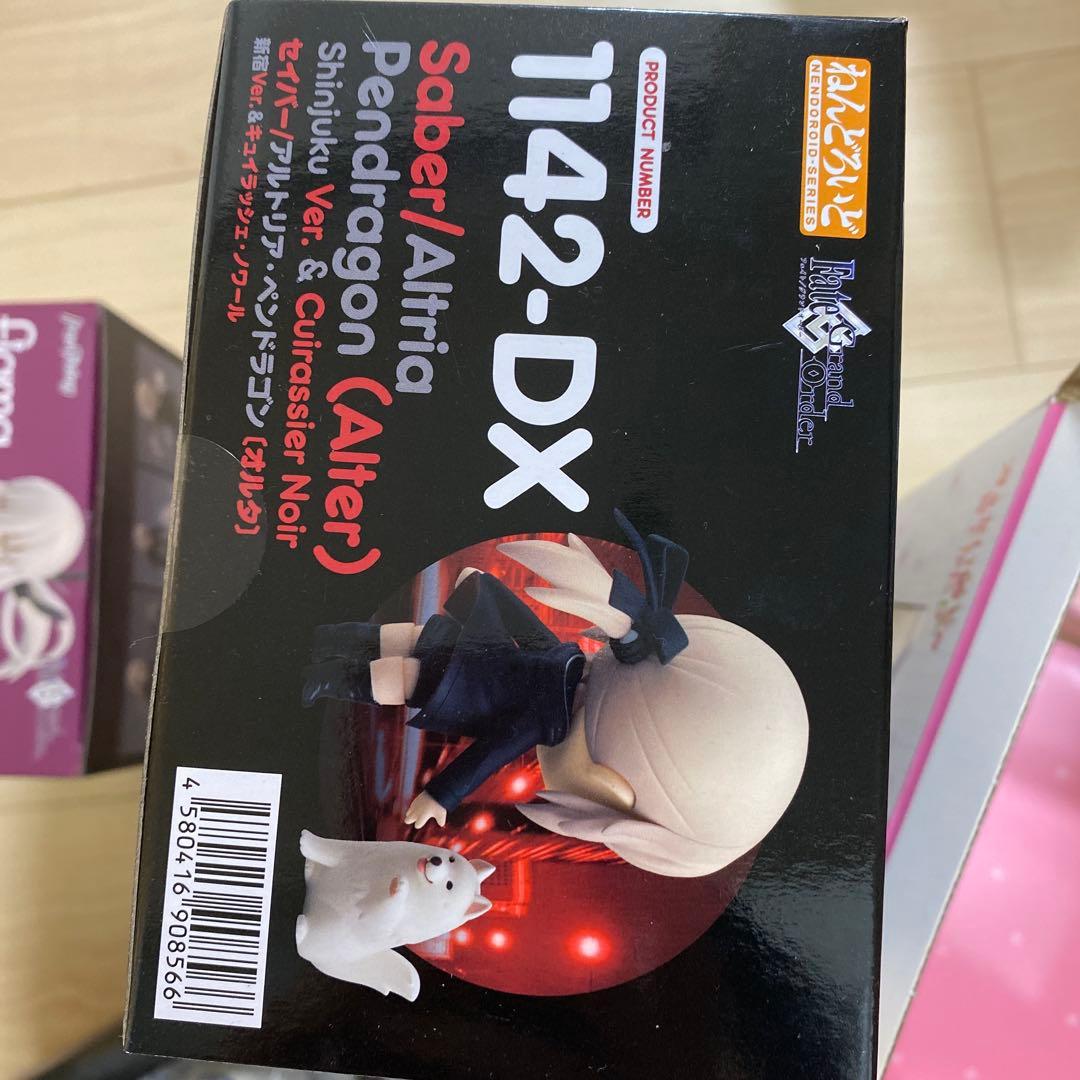 ねんどろいど
NENDOROID-SERIES
Fate/Grand Order
PRODUCT NUMBER
1142-DX
Saber/Altria
Pendragon (Alter)
Shinjuku Ver. & Cuirassier Noir
セイバー/アルトリア・ペンドラゴン〔オルタ〕
新宿Ver.&キュイラッシェ・ノワール
4 580416 908566
figma